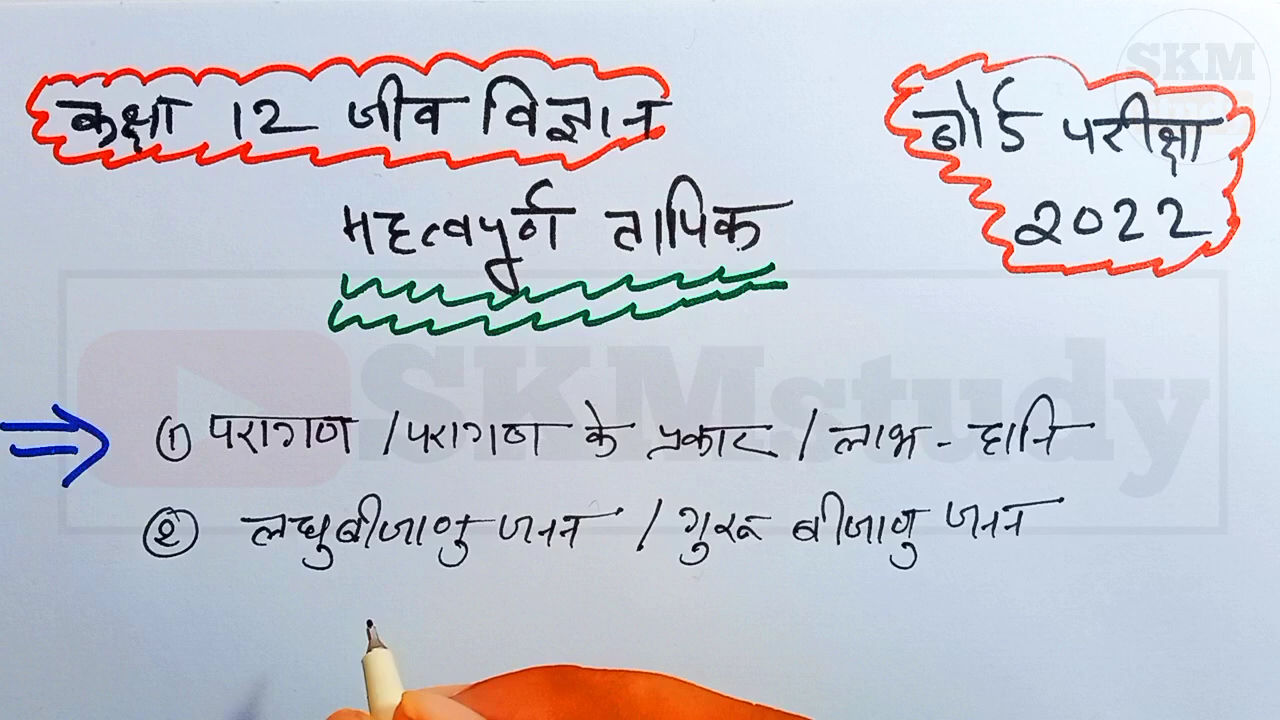 कक्षा 12 जीव विज्ञान
बोर्ड परीक्षा
2022
महत्वपूर्ण तापिक
SKM
SKMstudy
① परागण / परागण के प्रकार / लाभ - हानि
② लघुबीजाणु जनन / गुरू बीजाणु जनन